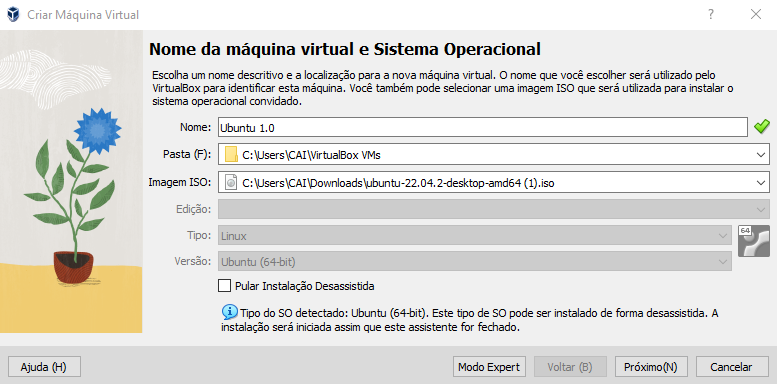 Criar Máquina Virtual
Nome da máquina virtual e Sistema Operacional
Escolha um nome descritivo e a localização para a nova máquina virtual. O nome que você escolher será utilizado pelo
VirtualBox para identificar esta máquina. Você também pode selecionar uma imagem ISO que será utilizada para instalar o
sistema operacional convidado.
Nome: Ubuntu 1.0
Pasta (F): C:\Users\CAI\VirtualBox VMs
Imagem ISO: C:\Users\CAI\Downloads\ubuntu-22.04.2-desktop-amd64 (1).iso
Edição:
Tipo: Linux
64
Versão: Ubuntu (64-bit)
Pular Instalação Desassistida
Tipo do SO detectado: Ubuntu (64-bit). Este tipo de SO pode ser instalado de forma desassistida. A
instalação será iniciada assim que este assistente for fechado.
Ajuda (H) Modo Expert Voltar (B) Próximo(N) Cancelar